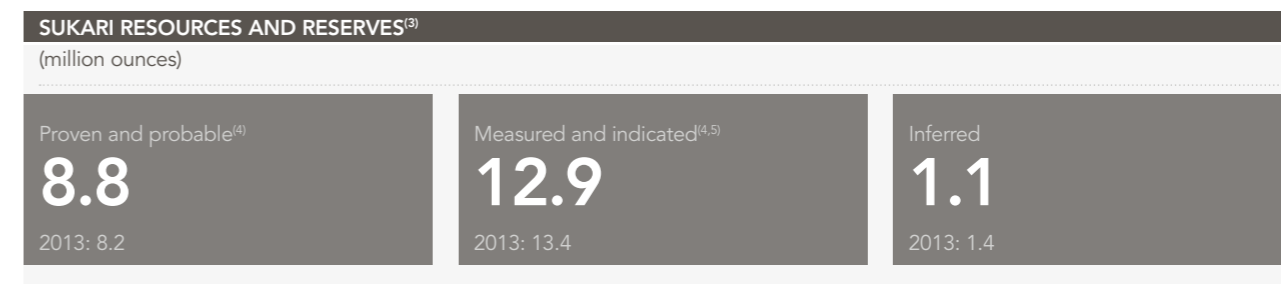 SUKARI RESOURCES AND RESERVES(3)
(million ounces)
Proven and probable(4)
8.8
2013: 8.2
Measured and indicated(4,5)
12.9
2013: 13.4
Inferred
1.1
2013: 1.4